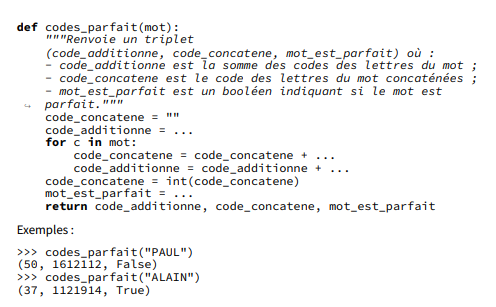 def codes_parfait(mot):
"""Renvoie un triplet
(code_additionne, code_concatene, mot_est_parfait) où :
- code_additionne est la somme des codes des lettres du mot ;
- code_concatene est le code des lettres du mot concaténées ;
- mot_est_parfait est un booléen indiquant si le mot est
↪ parfait."""
code_concatene = ""
code_additionne = ...
for c in mot:
code_concatene = code_concatene + ...
code_additionne = code_additionne + ...
code_concatene = int(code_concatene)
mot_est_parfait = ...
return code_additionne, code_concatene, mot_est_parfait
Exemples :
>>> codes_parfait("PAUL")
(50, 1612112, False)
>>> codes_parfait("ALAIN")
(37, 1121914, True)